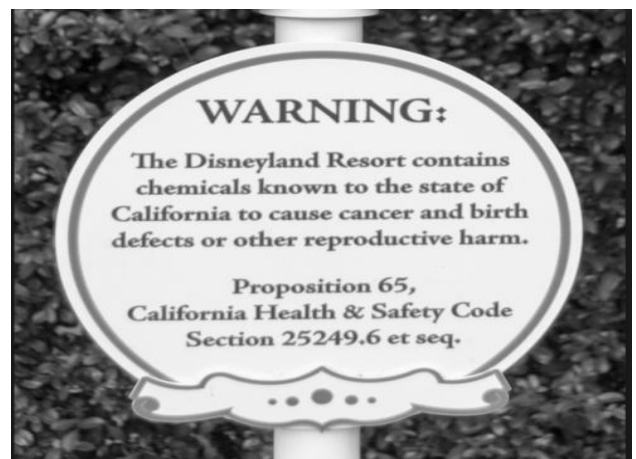 WARNING:
The Disneyland Resort contains
chemicals known to the state of
California to cause cancer and birth
defects or other reproductive harm.
Proposition 65,
California Health & Safety Code
Section 25249.6 et seq.